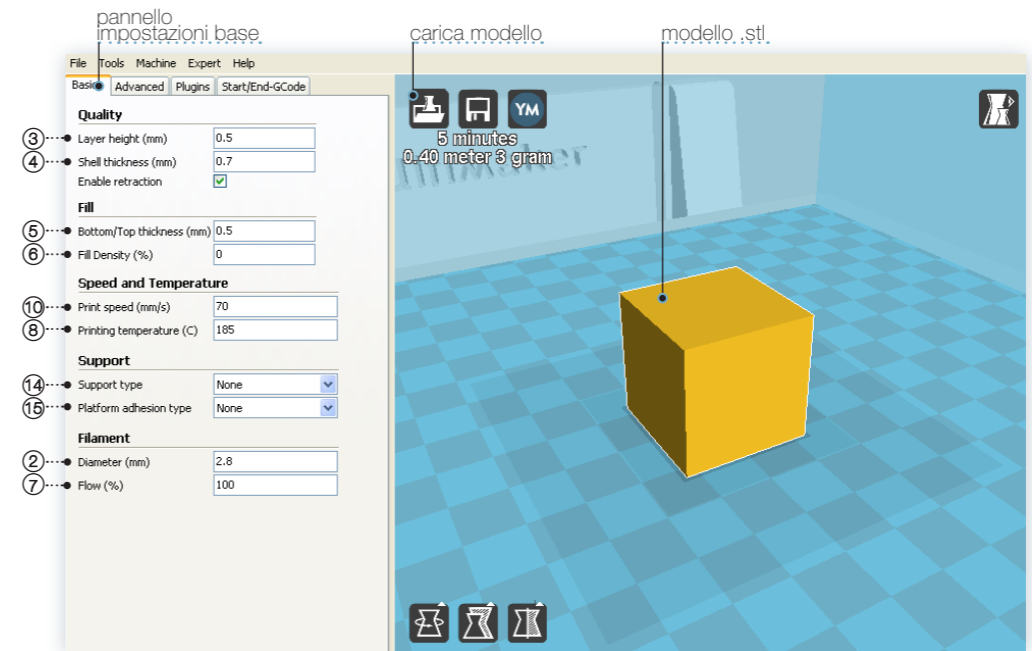 pannello
impostazioni base
carica modello
modello .stl
File Tools Machine Expert Help
Basic Advanced Plugins Start/End-GCode
Quality
3 Layer height (mm) 0.5
4 Shell thickness (mm) 0.7
Enable retraction
Fill
5 Bottom/Top thickness (mm) 0.5
6 Fill Density (%) 0
Speed and Temperature
10 Print speed (mm/s) 70
8 Printing temperature (C) 185
Support
14 Support type None
15 Platform adhesion type None
Filament
2 Diameter (mm) 2.8
7 Flow (%) 100
YM
5 minutes
0.40 meter 3 gram